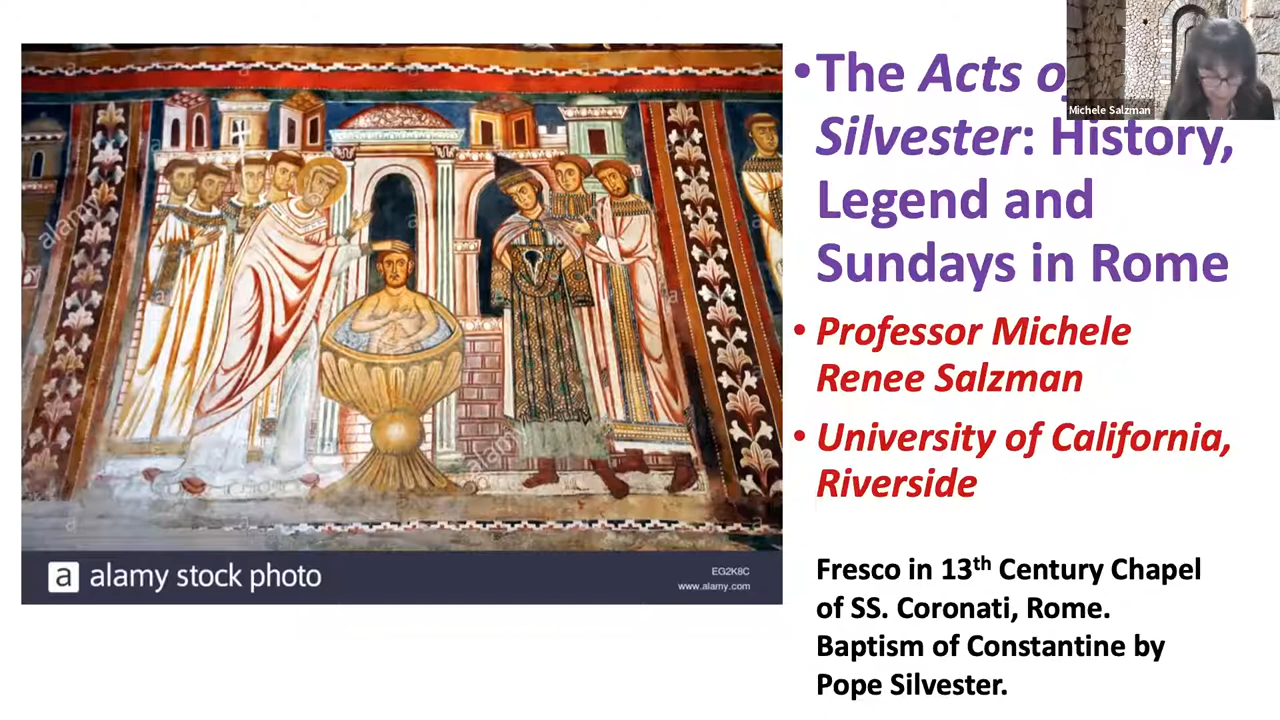 •The Acts o
Michele Salzman
Silvester: History,
Legend and
Sundays in Rome
• Professor Michele
Renee Salzman
• University of California,
Riverside
Fresco in 13th Century Chapel
of SS. Coronati, Rome.
Baptism of Constantine by
Pope Silvester.
alamy
alamy
a alamy stock photo
EG2K8C
www.alamy.com